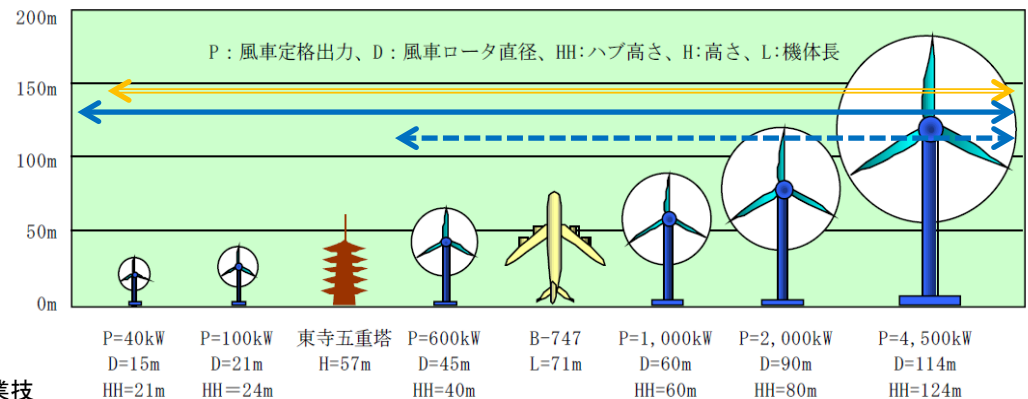 200m
P：風車定格出力、D：風車ロータ直径、HH：ハブ高さ、H：高さ、L：機体長
150m
100m
50m
0m
P=40kW P=100kW 東寺五重塔 P=600kW B-747 P=1,000kW P=2,000kW P=4,500kW
D=15m D=21m H=57m D=45m L=71m D=60m D=90m D=114m
HH=21m HH＝24m HH=40m HH=60m HH=80m HH=124m
業技